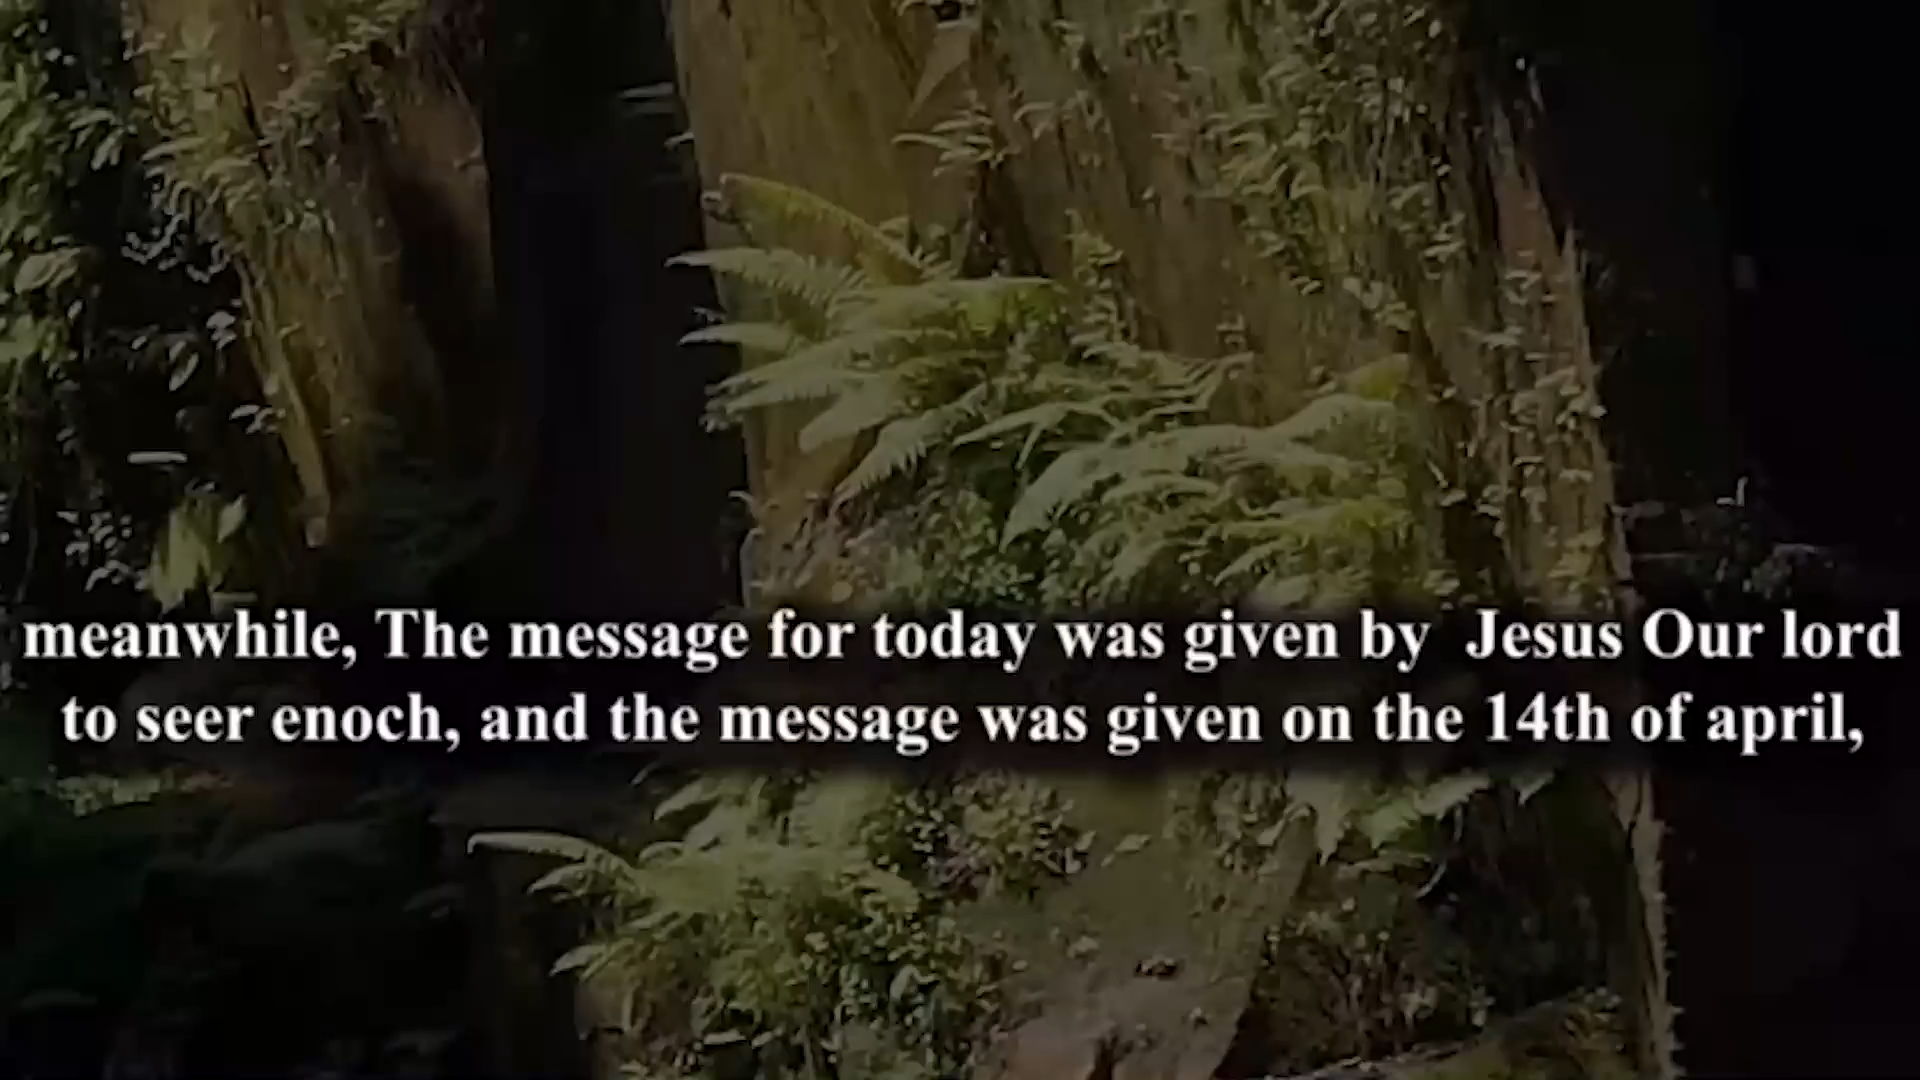 meanwhile, The message for today was given by  Jesus Our lord
to seer enoch, and the message was given on the 14th of april,